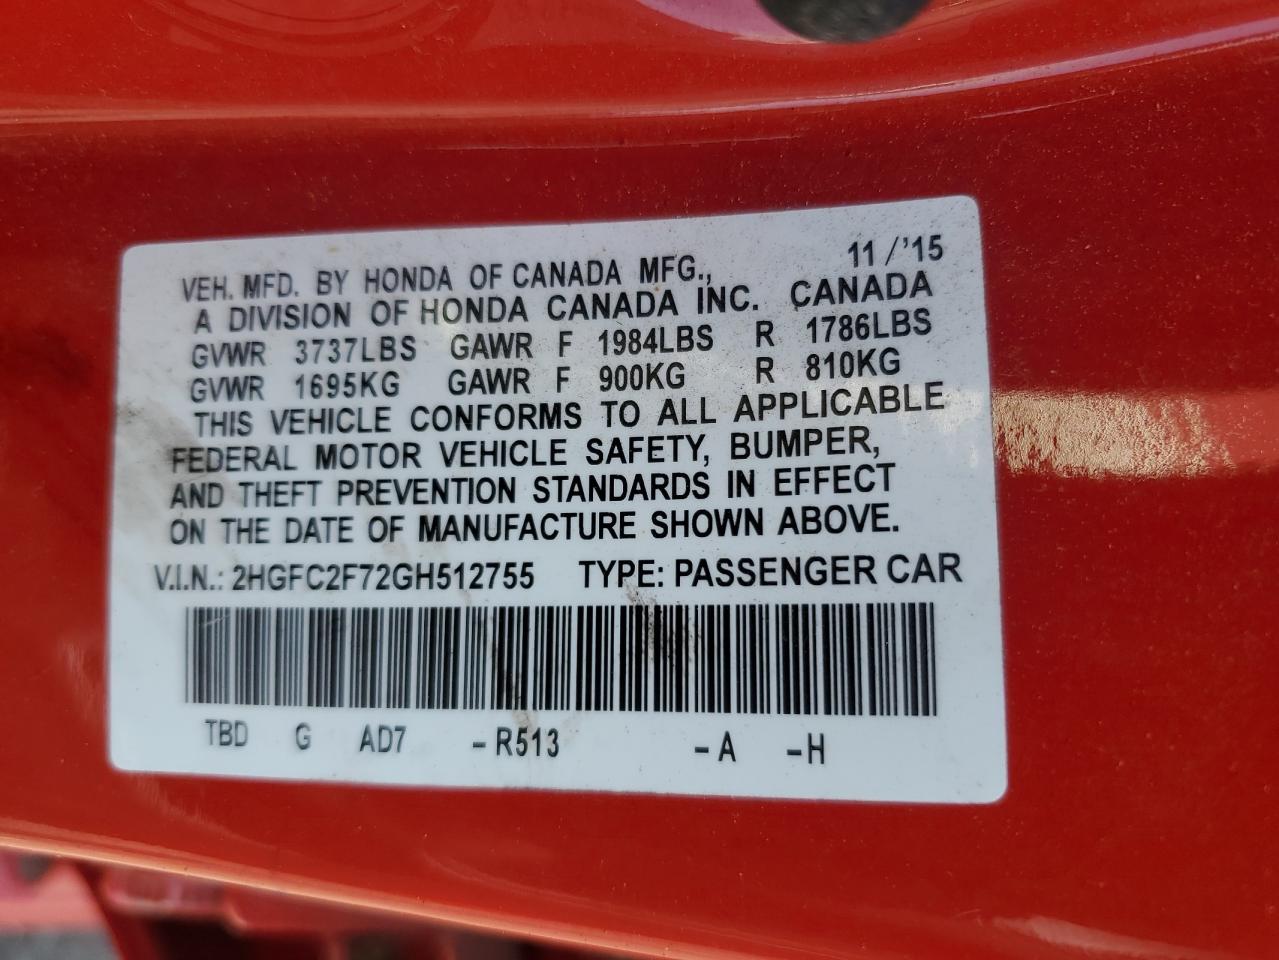 11 /'15
VEH. MFD. BY HONDA OF CANADA MFG.,
A DIVISION OF HONDA CANADA INC. CANADA
GVWR 3737LBS GAWR F 1984LBS R 1786LBS
GVWR 1695KG GAWR F 900KG R 810KG
THIS VEHICLE CONFORMS TO ALL APPLICABLE
FEDERAL MOTOR VEHICLE SAFETY, BUMPER,
AND THEFT PREVENTION STANDARDS IN EFFECT
ON THE DATE OF MANUFACTURE SHOWN ABOVE.
V.I.N.: 2HGFC2F72GH512755 TYPE: PASSENGER CAR
TBD G AD7 -R513 -A -H